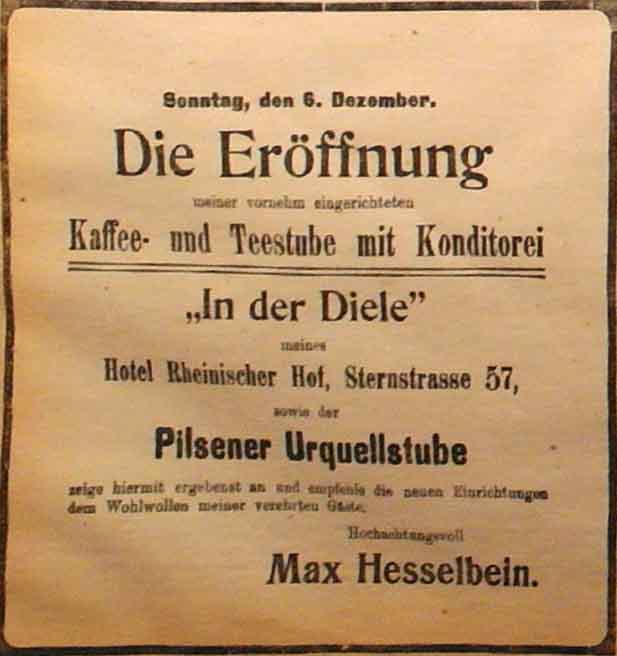 Sonntag, den 6. Dezember.
Die Eröffnung
meiner vornehm eingerichteten
Kaffee- und Teestube mit Konditorei
„In der Diele”
meines
Hotel Rheinischer Hof, Sternstrasse 57,
sowie der
Pilsener Urquellstube
zeige hiermit ergebenst an und empfehle die neuen Einrichtungen
dem Wohlwollen meiner verehrten Gäste.
Hochachtungsvoll
Max Hesselbein.